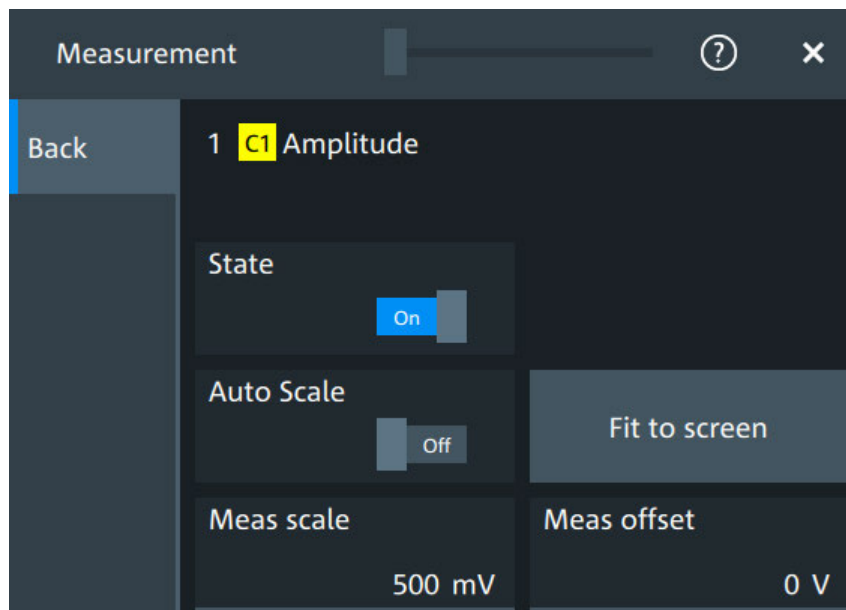 Measurement ? ×
Back
1 C1 Amplitude
State
On
Auto Scale
Off
Fit to screen
Meas scale
500 mV
Meas offset
0 V